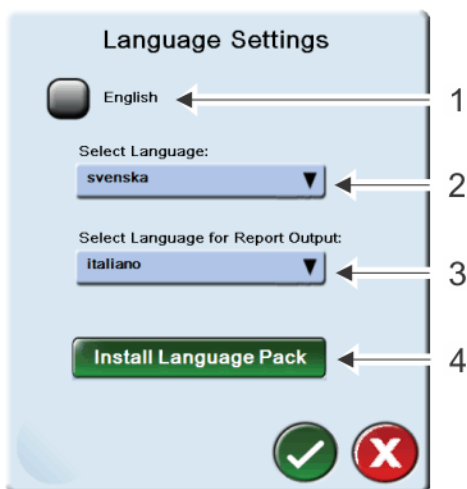 Language Settings
English
1
Select Language:
svenska
2
Select Language for Report Output:
italiano
3
Install Language Pack
4